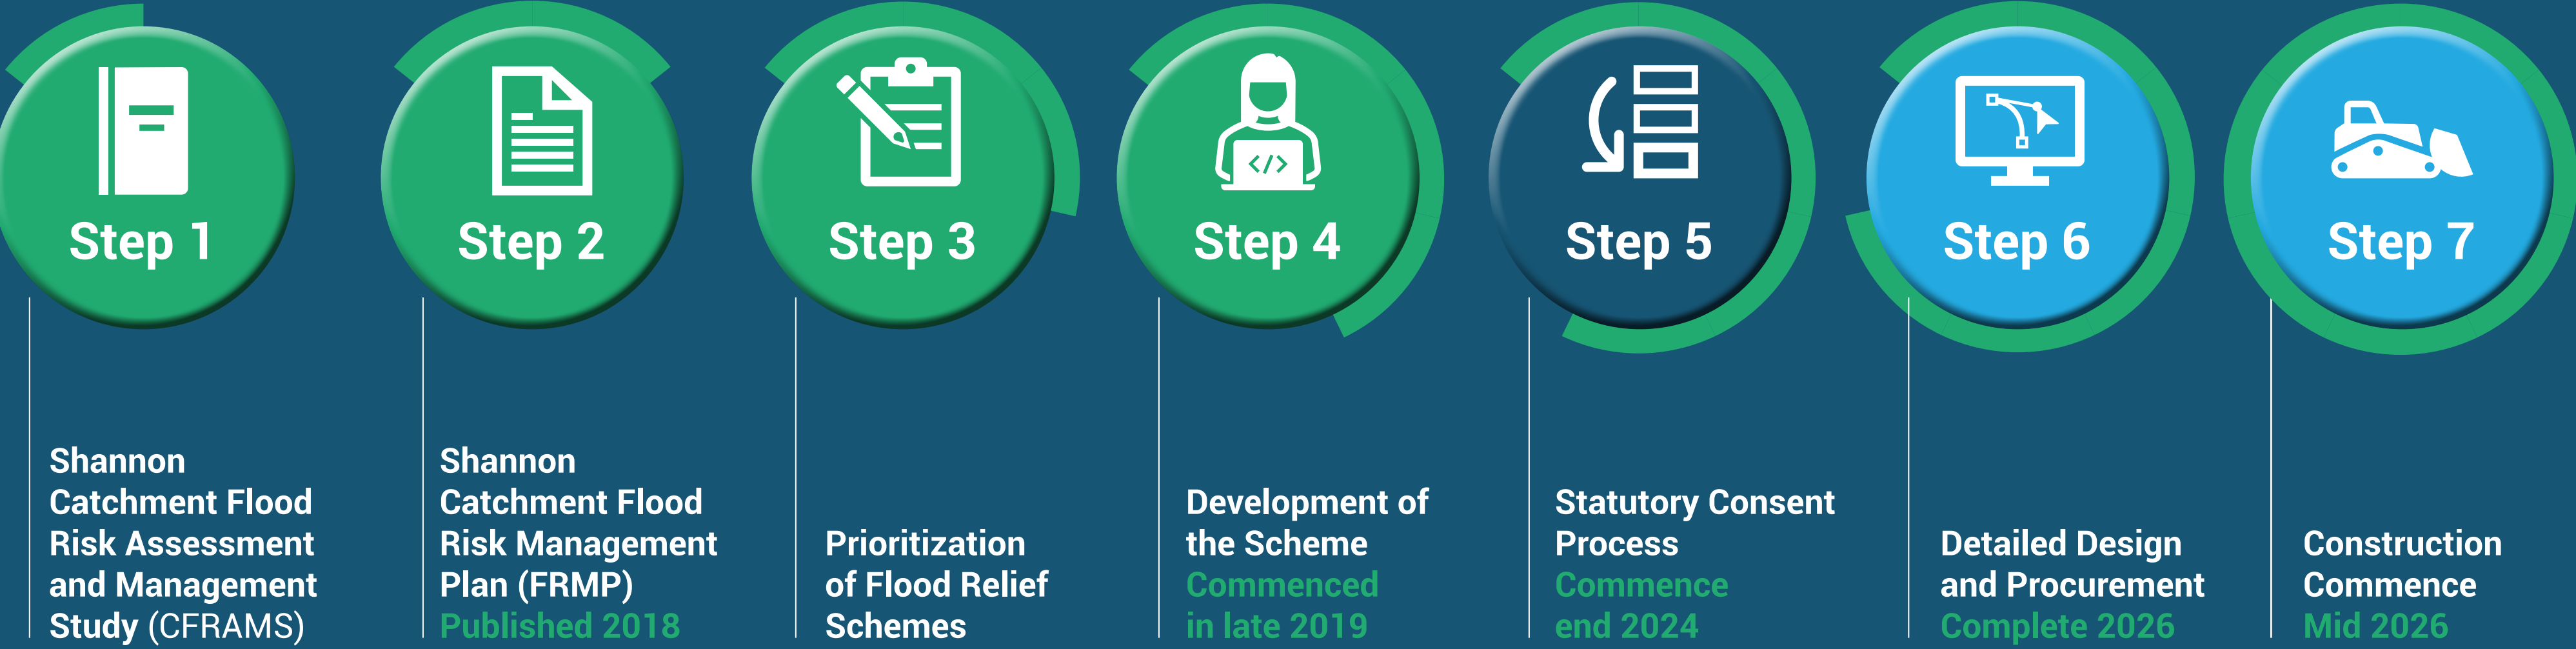 Step 1
Shannon
Catchment Flood
Risk Assessment
and Management
Study (CFRAMS)
Step 2
Shannon
Catchment Flood
Risk Management
Plan (FRMP)
Published 2018
Step 3
Prioritization
of Flood Relief
Schemes
Step 4
</>
Development of
the Scheme
Commenced
in late 2019
Step 5
Statutory Consent
Process
Commence
end 2024
Step 6
Detailed Design
and Procurement
Complete 2026
Step 7
Construction
Commence
Mid 2026